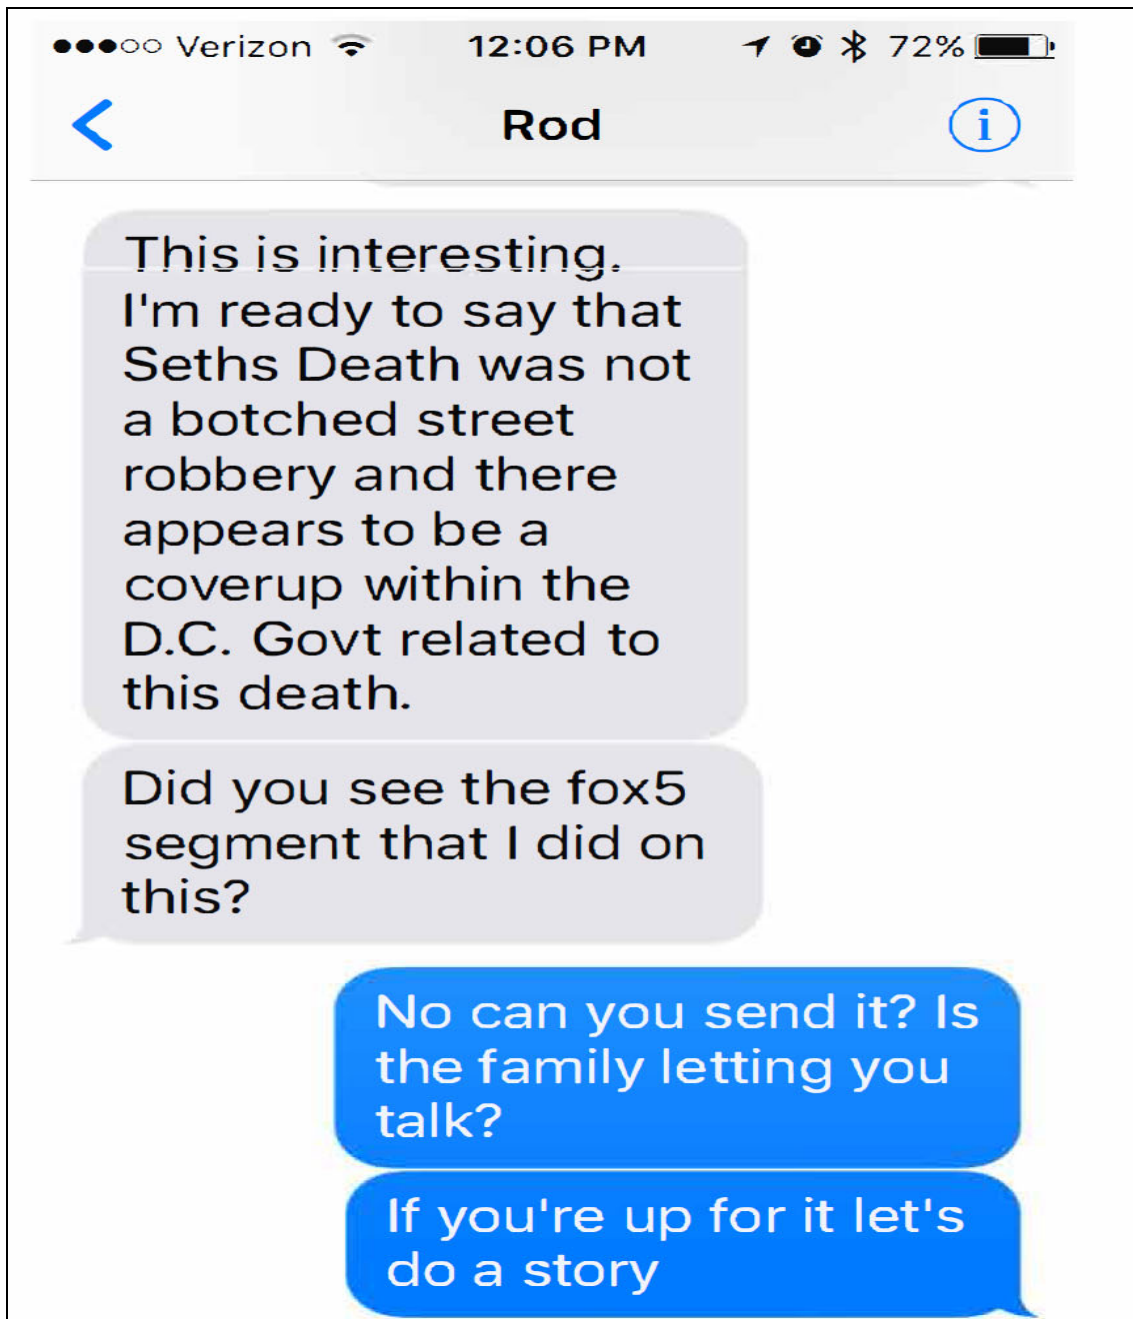 Verizon 12:06 PM 72%
Rod
This is interesting.
I'm ready to say that
Seths Death was not
a botched street
robbery and there
appears to be a
coverup within the
D.C. Govt related to
this death.
Did you see the fox5
segment that I did on
this?
No can you send it? Is
the family letting you
talk?
If you're up for it let's
do a story